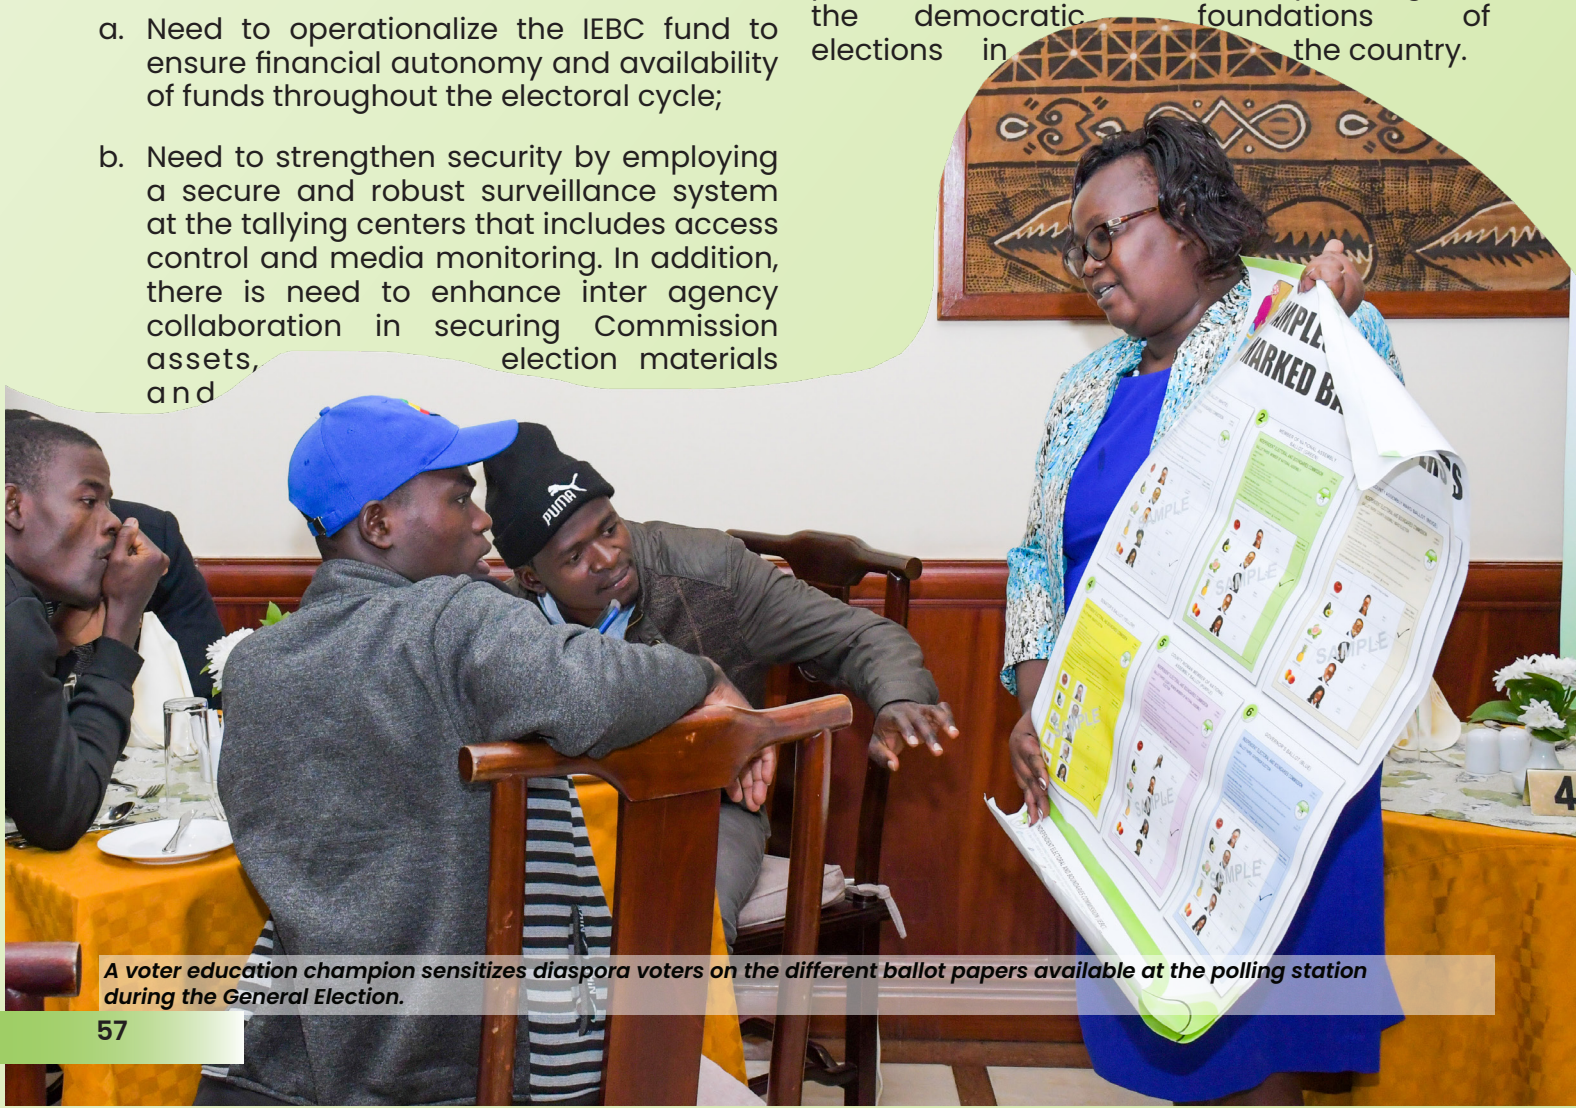 a. Need to operationalize the IEBC fund to
ensure financial autonomy and availability
of funds throughout the electoral cycle;
b. Need to strengthen security by employing
a secure and robust surveillance system
at the tallying centers that includes access
control and media monitoring. In addition,
there is need to enhance inter agency
collaboration in securing Commission
assets, election materials
and
the democratic foundations of
elections in the country.
PUMA
MARKED
2
4
5
6
SAMPLE
SAMPLE
SAMPLE
SAMPLE
4
A voter education champion sensitizes diaspora voters on the different ballot papers available at the polling station
during the General Election.
57